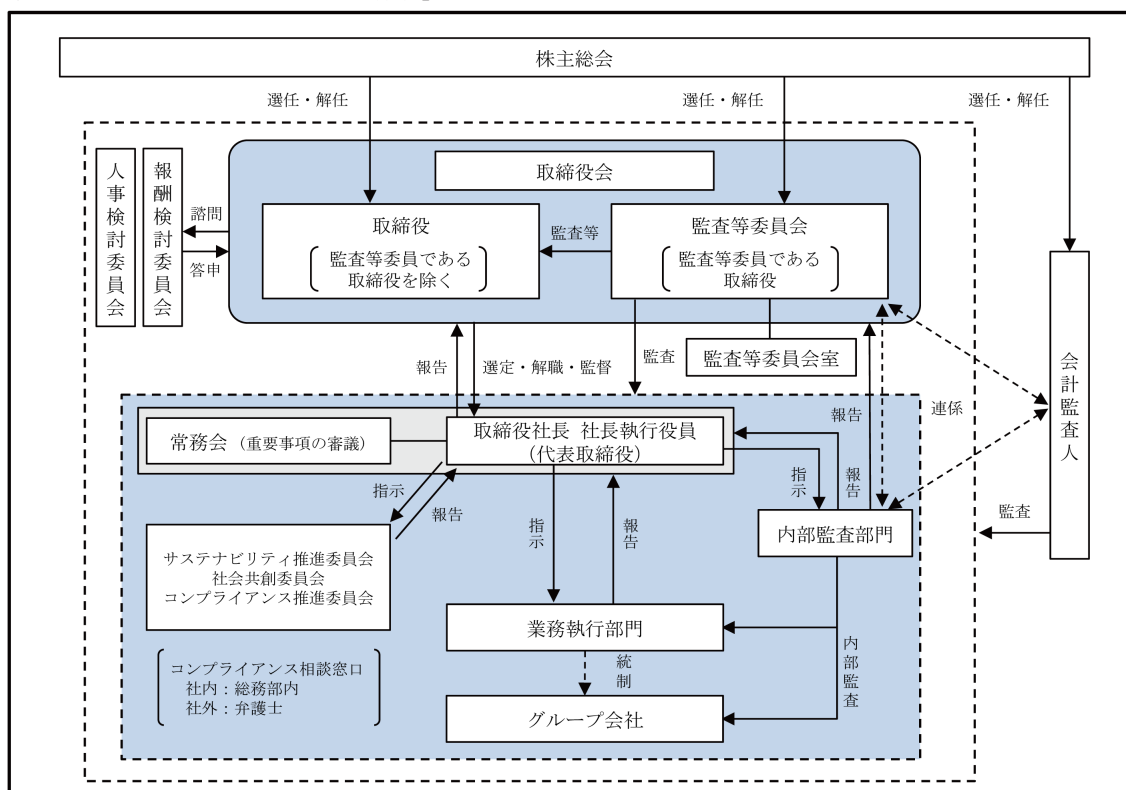 株主総会
選任・解任
選任・解任
選任・解任
取締役会
人事検討委員会
報酬検討委員会
諮問
答申
取締役
監査等委員である
取締役を除く
監査等
監査等委員会
監査等委員である
取締役
報告
選定・解職・監督
監査
監査等委員会室
会計監査人
連係
報告
報告
常務会（重要事項の審議）
取締役社長 社長執行役員
（代表取締役）
指示
報告
指示
報告
指示
監査
内部監査部門
サステナビリティ推進委員会
社会共創委員会
コンプライアンス推進委員会
業務執行部門
コンプライアンス相談窓口
社内：総務部内
社外：弁護士
統制
内部監査
グループ会社